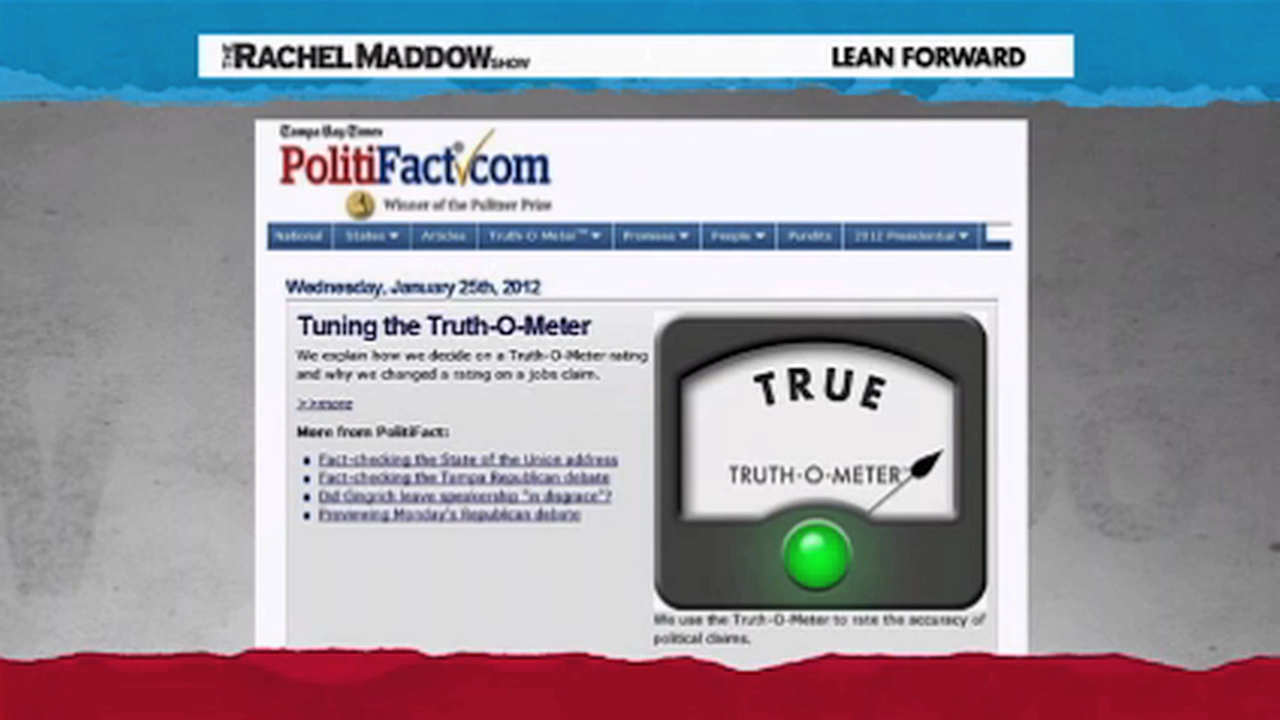 THE RACHEL MADDOW SHOW
LEAN FORWARD
Tampa Bay Times
PolitiFact.com
Winner of the Pulitzer Prize
National States Articles Truth-O-Meter™ Promises People Pundits 2012 Presidential
Wednesday, January 25th, 2012
Tuning the Truth-O-Meter
We explain how we decide on a Truth-O-Meter rating
and why we changed a rating on a jobs claim.
>>more
More from PolitiFact:
Fact-checking the State of the Union address
Fact-checking the Tampa Republican debate
Did Gingrich leave speakership "in disgrace"?
Previewing Monday's Republican debate
TRUE
TRUTH-O-METER
We use the Truth-O-Meter to rate the accuracy of
political claims.